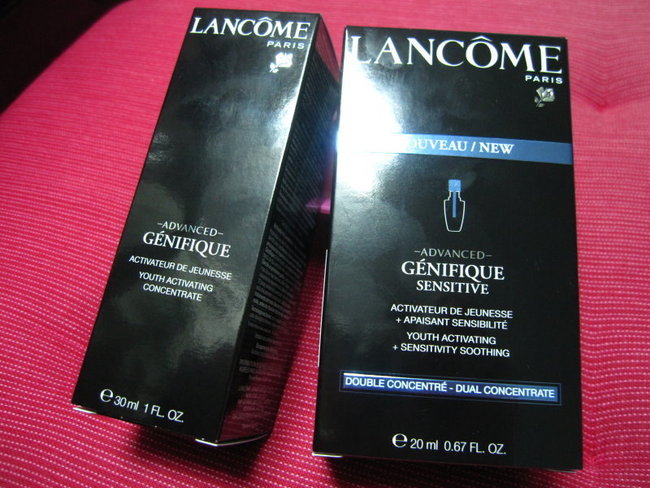 LANCÔME
PARIS
-ADVANCED-
GÉNIFIQUE
ACTIVATEUR DE JEUNESSE
YOUTH ACTIVATING
CONCENTRATE
e 30 ml 1 FL. OZ.
LANCÔME
PARIS
NOUVEAU / NEW
-ADVANCED-
GÉNIFIQUE
SENSITIVE
ACTIVATEUR DE JEUNESSE
+ APAISANT SENSIBILITÉ
YOUTH ACTIVATING
+ SENSITIVITY SOOTHING
DOUBLE CONCENTRÉ - DUAL CONCENTRATE
e 20 ml 0.67 FL. OZ.